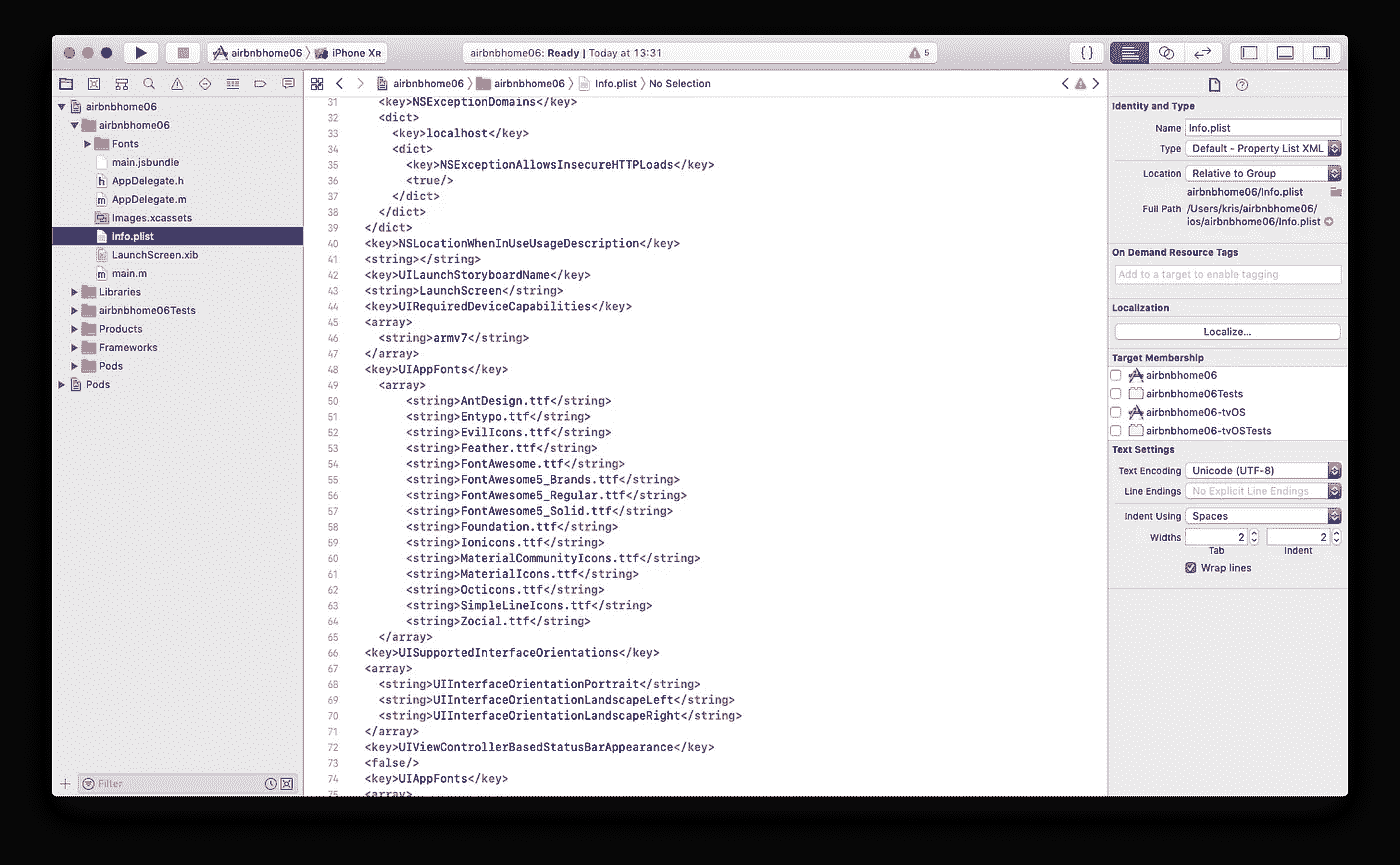 airbnbhome06 〉 iPhone XR
airbnbhome06: Ready | Today at 13:31
5
{ }
airbnbhome06
airbnbhome06
Fonts
main.jsbundle
AppDelegate.h
AppDelegate.m
Images.xcassets
Info.plist
LaunchScreen.xib
main.m
Libraries
airbnbhome06Tests
Products
Frameworks
Pods
Pods
Filter
airbnbhome06 〉 airbnbhome06 〉 Info.plist 〉 No Selection
31 <key>NSExceptionDomains</key>
32 <dict>
33 <key>localhost</key>
34 <dict>
35 <key>NSExceptionAllowsInsecureHTTPLoads</key>
36 <true/>
37 </dict>
38 </dict>
39 </dict>
40 <key>NSLocationWhenInUseUsageDescription</key>
41 <string></string>
42 <key>UILaunchStoryboardName</key>
43 <string>LaunchScreen</string>
44 <key>UIRequiredDeviceCapabilities</key>
45 <array>
46 <string>armv7</string>
47 </array>
48 <key>UIAppFonts</key>
49 <array>
50 <string>AntDesign.ttf</string>
51 <string>Entypo.ttf</string>
52 <string>EvilIcons.ttf</string>
53 <string>Feather.ttf</string>
54 <string>FontAwesome.ttf</string>
55 <string>FontAwesome5_Brands.ttf</string>
56 <string>FontAwesome5_Regular.ttf</string>
57 <string>FontAwesome5_Solid.ttf</string>
58 <string>Foundation.ttf</string>
59 <string>Ionicons.ttf</string>
60 <string>MaterialCommunityIcons.ttf</string>
61 <string>MaterialIcons.ttf</string>
62 <string>Octicons.ttf</string>
63 <string>SimpleLineIcons.ttf</string>
64 <string>Zocial.ttf</string>
65 </array>
66 <key>UISupportedInterfaceOrientations</key>
67 <array>
68 <string>UIInterfaceOrientationPortrait</string>
69 <string>UIInterfaceOrientationLandscapeLeft</string>
70 <string>UIInterfaceOrientationLandscapeRight</string>
71 </array>
72 <key>UIViewControllerBasedStatusBarAppearance</key>
73 <false/>
74 <key>UIAppFonts</key>
75 <array>
Identity and Type
Name Info.plist
Type Default - Property List XML
Location Relative to Group
airbnbhome06/Info.plist
Full Path /Users/kris/airbnbhome06/
ios/airbnbhome06/Info.plist
On Demand Resource Tags
Add to a target to enable tagging
Localization
Localize...
Target Membership
airbnbhome06
airbnbhome06Tests
airbnbhome06-tvOS
airbnbhome06-tvOSTests
Text Settings
Text Encoding Unicode (UTF-8)
Line Endings No Explicit Line Endings
Indent Using Spaces
Widths 2 2
Tab Indent
Wrap lines